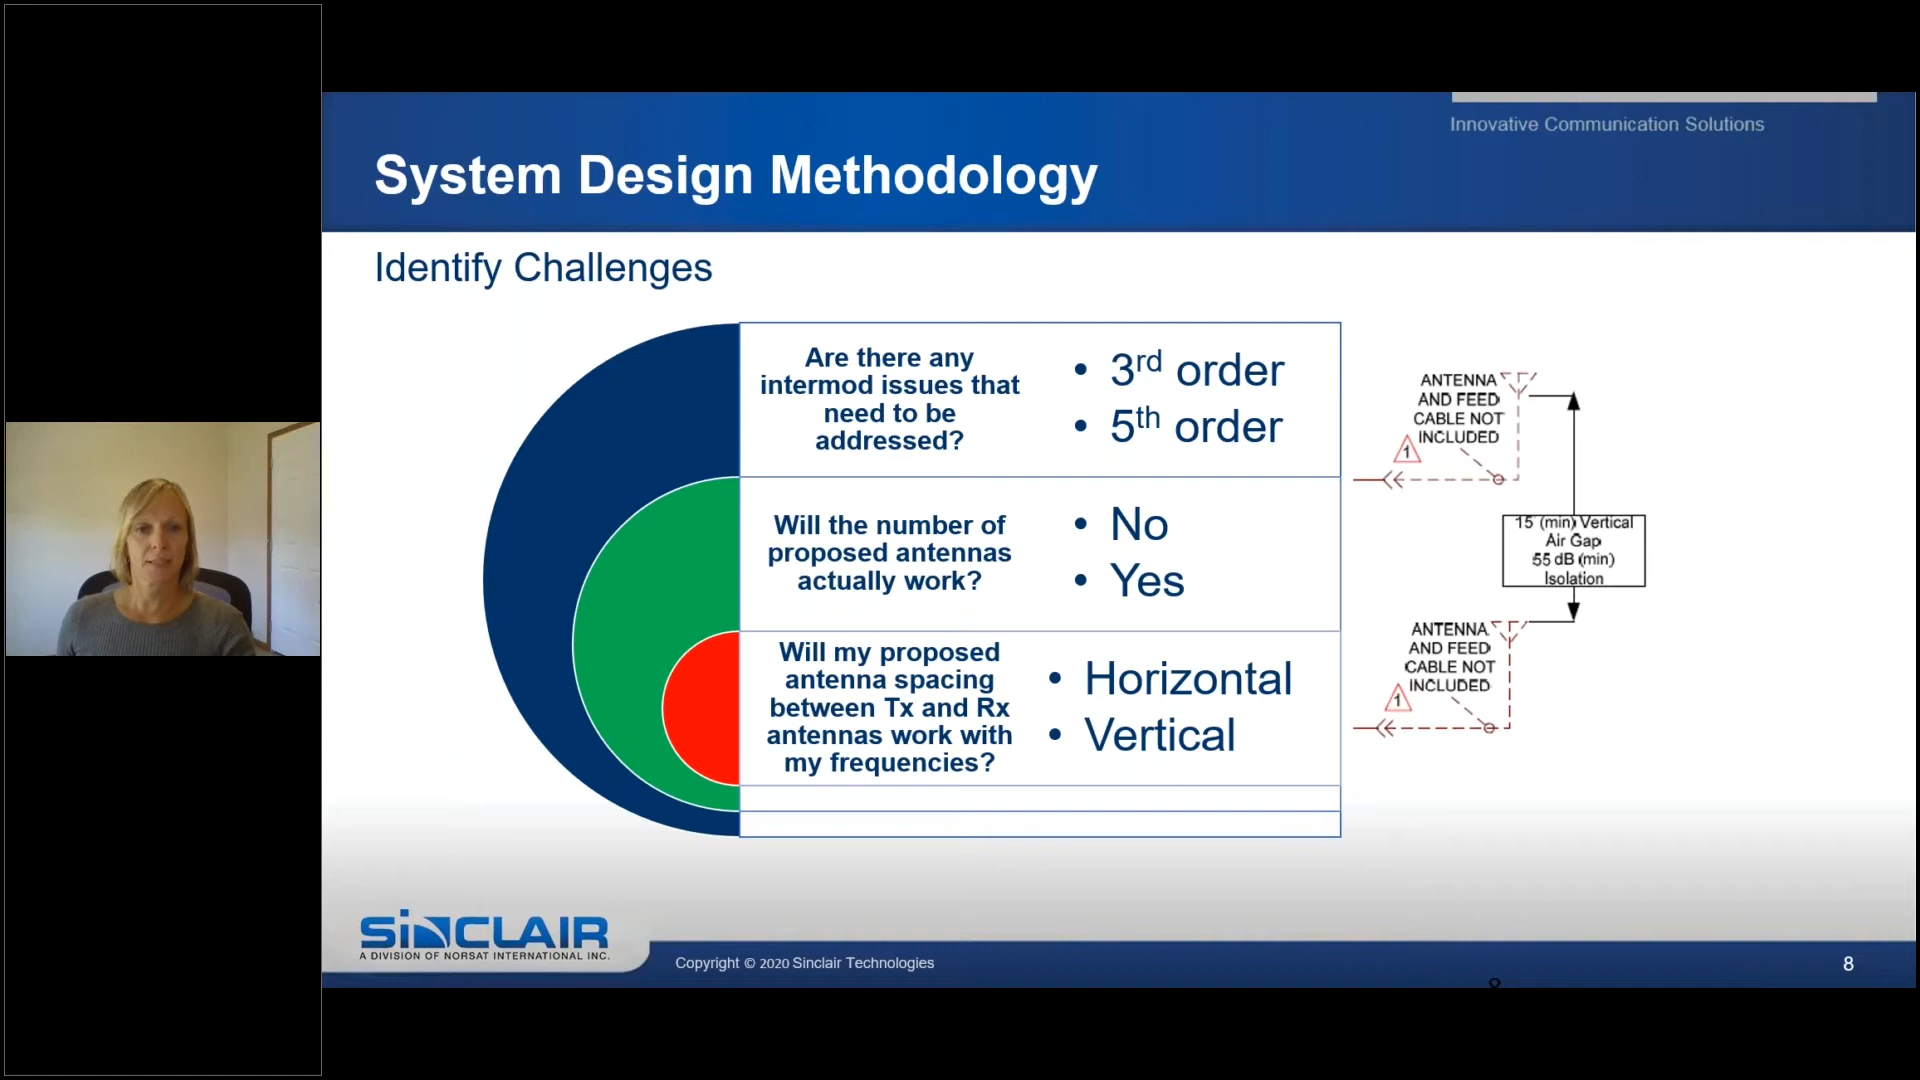 Innovative Communication Solutions
System Design Methodology
Identify Challenges
Are there any
intermod issues that
need to be
addressed?
• 3rd order
• 5th order
Will the number of
proposed antennas
actually work?
• No
• Yes
Will my proposed
antenna spacing
between Tx and Rx
antennas work with
my frequencies?
• Horizontal
• Vertical
ANTENNA
AND FEED
CABLE NOT
INCLUDED
1
15' (min) Vertical
Air Gap
55 dB (min)
Isolation
ANTENNA
AND FEED
CABLE NOT
INCLUDED
1
SINCLAIR
A DIVISION OF NORSAT INTERNATIONAL INC.
Copyright © 2020 Sinclair Technologies
8